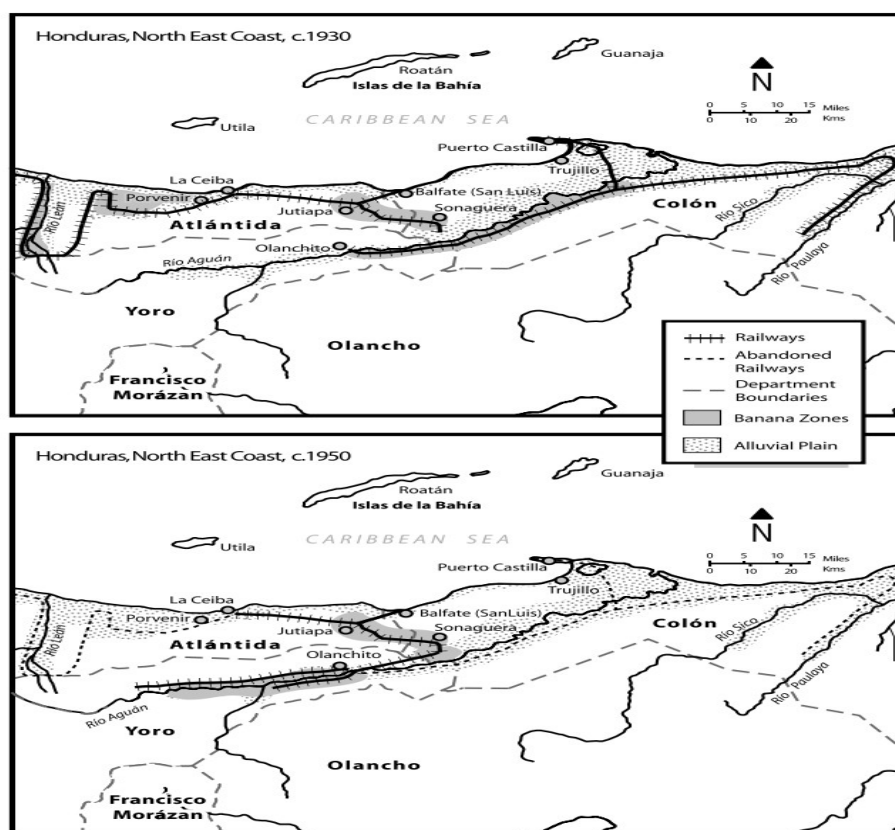 Honduras, North East Coast, c.1930
Guanaja
Roatán
Islas de la Bahía
N
0 5 10 15 Miles
0 10 20 Kms
Utila
CARIBBEAN SEA
Puerto Castilla
Trujillo
La Ceiba
Porvenir
Balfate (San Luis)
Jutiapa
Sonaguera
Río León
Atlántida
Colón
Río Sico
Olanchito
Río Aguán
Río Paulaya
Yoro
Olancho
Francisco
Morázàn
Railways
Abandoned
Railways
Department
Boundaries
Banana Zones
Alluvial Plain
Honduras, North East Coast, c.1950
Guanaja
Roatán
Islas de la Bahía
N
0 5 10 15 Miles
0 10 20 Kms
Utila
CARIBBEAN SEA
Puerto Castilla
Trujillo
La Ceiba
Porvenir
Balfate (SanLuis)
Jutiapa
Sonaguera
Río León
Atlántida
Colón
Río Sico
Olanchito
Río Paulaya
Río Aguán
Yoro
Olancho
Francisco
Morázàn